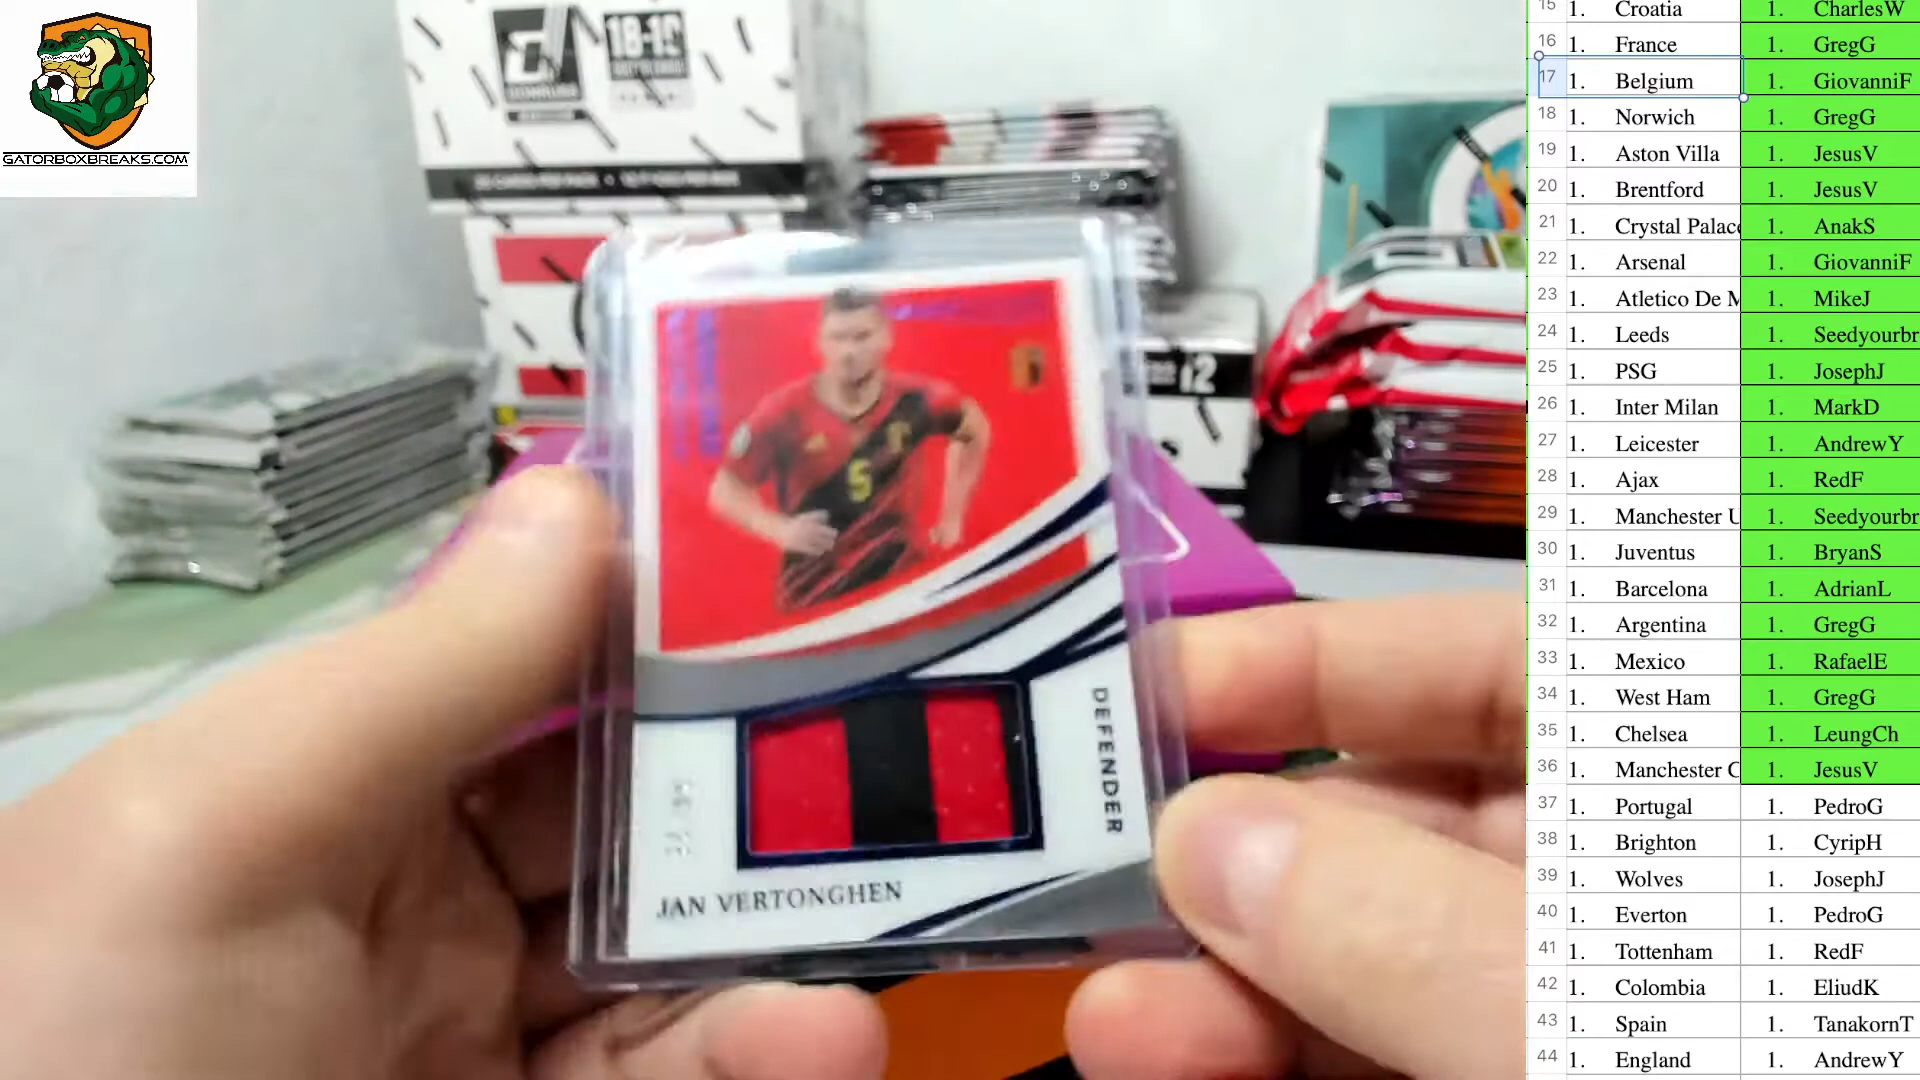 GATORBOXBREAKS.COM
18-19
JAN VERTONGHEN
DEFENDER
5
15 1. Croatia 1. CharlesW
16 1. France 1. GregG
17 1. Belgium 1. GiovanniF
18 1. Norwich 1. GregG
19 1. Aston Villa 1. JesusV
20 1. Brentford 1. JesusV
21 1. Crystal Palace 1. AnakS
22 1. Arsenal 1. GiovanniF
23 1. Atletico De M 1. MikeJ
24 1. Leeds 1. Seedyourbr
25 1. PSG 1. JosephJ
26 1. Inter Milan 1. MarkD
27 1. Leicester 1. AndrewY
28 1. Ajax 1. RedF
29 1. Manchester U 1. Seedyourbr
30 1. Juventus 1. BryanS
31 1. Barcelona 1. AdrianL
32 1. Argentina 1. GregG
33 1. Mexico 1. RafaelE
34 1. West Ham 1. GregG
35 1. Chelsea 1. LeungCh
36 1. Manchester C 1. JesusV
37 1. Portugal 1. PedroG
38 1. Brighton 1. CyripH
39 1. Wolves 1. JosephJ
40 1. Everton 1. PedroG
41 1. Tottenham 1. RedF
42 1. Colombia 1. EliudK
43 1. Spain 1. TanakornT
44 1. England 1. AndrewY